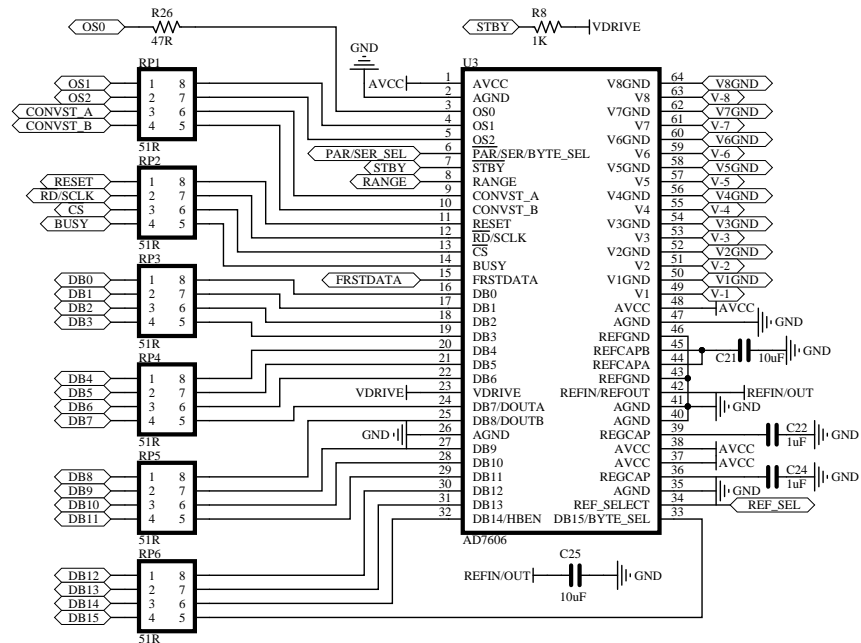 OS0
R26
47R
STBY
R8
1K
VDRIVE
RP1
OS1 1 8
OS2 2 7
CONVST_A 3 6
CONVST_B 4 5
51R
RP2
RESET 1 8
RD/SCLK 2 7
CS 3 6
BUSY 4 5
51R
RP3
DB0 1 8
DB1 2 7
DB2 3 6
DB3 4 5
51R
RP4
DB4 1 8
DB5 2 7
DB6 3 6
DB7 4 5
51R
RP5
DB8 1 8
DB9 2 7
DB10 3 6
DB11 4 5
51R
RP6
DB12 1 8
DB13 2 7
DB14 3 6
DB15 4 5
51R
GND
AVCC
PAR/SER_SEL
STBY
RANGE
FRSTDATA
VDRIVE
GND
U3
1 AVCC V8GND 64 V8GND
2 AGND V8 63 V-8
3 OS0 V7GND 62 V7GND
4 OS1 V7 61 V-7
5 OS2 V6GND 60 V6GND
6 PAR/SER/BYTE_SEL V6 59 V-6
7 STBY V5GND 58 V5GND
8 RANGE V5 57 V-5
9 CONVST_A V4GND 56 V4GND
10 CONVST_B V4 55 V-4
11 RESET V3GND 54 V3GND
12 RD/SCLK V3 53 V-3
13 CS V2GND 52 V2GND
14 BUSY V2 51 V-2
15 FRSTDATA V1GND 50 V1GND
16 DB0 V1 49 V-1
17 DB1 AVCC 48 AVCC
18 DB2 AGND 47 GND
19 DB3 REFGND 46
20 DB4 REFCAPB 45
21 DB5 REFCAPA 44
22 DB6 REFGND 43
23 VDRIVE REFIN/REFOUT 42 REFIN/OUT
24 DB7/DOUTA AGND 41 GND
25 DB8/DOUTB AGND 40
26 AGND REGCAP 39
27 DB9 AVCC 38 AVCC
28 DB10 AVCC 37 AVCC
29 DB11 REGCAP 36
30 DB12 AGND 35 GND
31 DB13 REF_SELECT 34 REF_SEL
32 DB14/HBEN DB15/BYTE_SEL 33
AD7606
C21
10uF
GND
C22
1uF
GND
C24
1uF
GND
C25
REFIN/OUT
10uF
GND